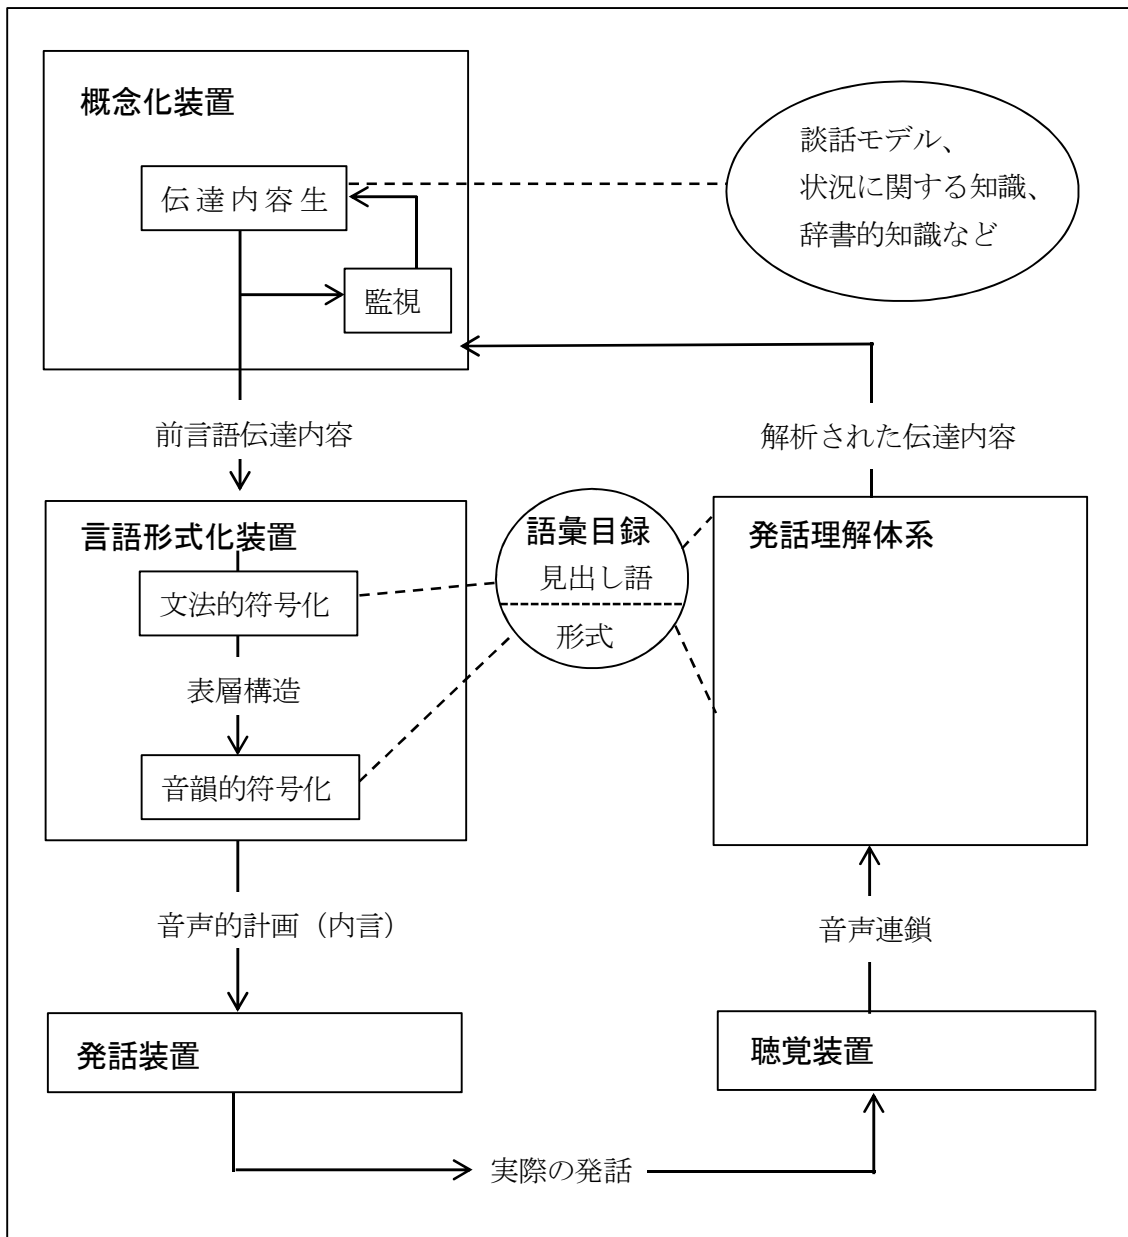 概念化装置
伝達内容生
監視
談話モデル、
状況に関する知識、
辞書的知識など
前言語伝達内容
解析された伝達内容
言語形式化装置
文法的符号化
表層構造
音韻的符号化
語彙目録
見出し語
形式
発話理解体系
音声的計画（内言）
音声連鎖
発話装置
聴覚装置
実際の発話